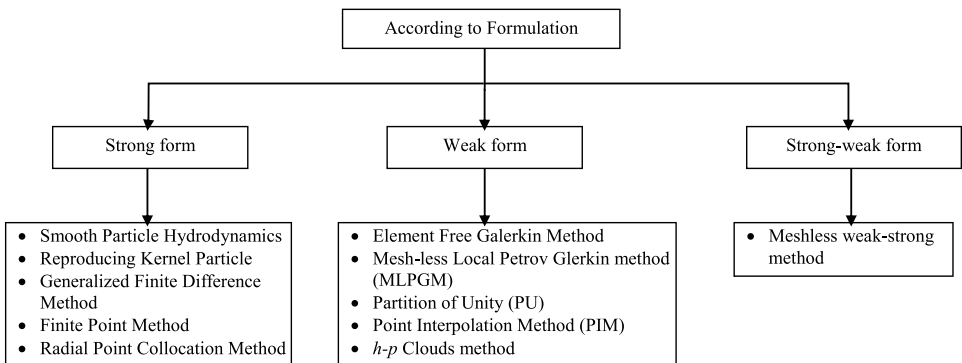 According to Formulation
Strong form
Weak form
Strong-weak form
• Smooth Particle Hydrodynamics
• Reproducing Kernel Particle
• Generalized Finite Difference
Method
• Finite Point Method
• Radial Point Collocation Method
• Element Free Galerkin Method
• Mesh-less Local Petrov Glerkin method
(MLPGM)
• Partition of Unity (PU)
• Point Interpolation Method (PIM)
• h-p Clouds method
• Meshless weak-strong
method